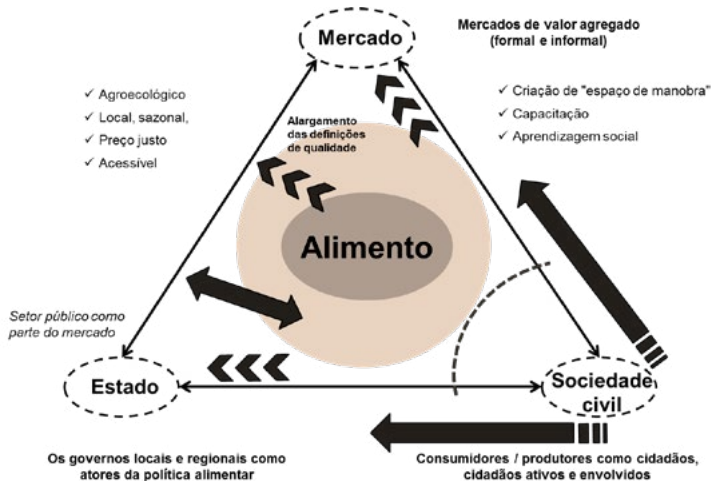 Mercado
Mercados de valor agregado
(formal e informal)
✓ Agroecológico
✓ Local, sazonal,
✓ Preço justo
✓ Acessível
✓ Criação de "espaço de manobra"
✓ Capacitação
✓ Aprendizagem social
Alargamento
das definições
de qualidade
Alimento
Setor público como
parte do mercado
Estado
Sociedade
civil
Os governos locais e regionais como
atores da política alimentar
Consumidores / produtores como cidadãos,
cidadãos ativos e envolvidos